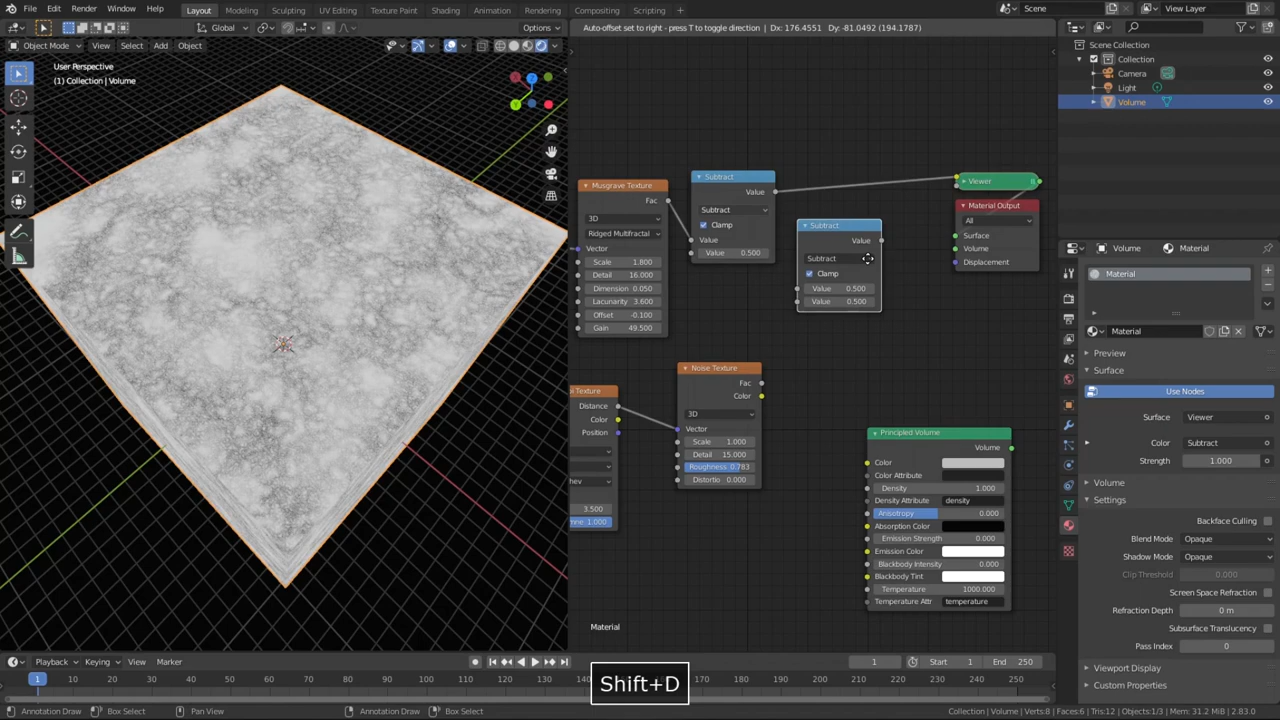 File Edit Render Window Help Layout Modeling Sculpting UV Editing Texture Paint Shading Animation Rendering Compositing Scripting + Scene View Layer
Global Options
Auto-offset set to right - press T to toggle direction | Dx: 176.4551 Dy: -81.0492 (194.1787)
Object Mode View Select Add Object
Scene Collection
Collection
Camera
Light
Volume
User Perspective
(1) Collection | Volume
Musgrave Texture
Fac
3D
Ridged Multifractal
Vector
Scale 1.800
Detail 16.000
Dimension 0.050
Lacunarity 3.600
Offset -0.100
Gain 49.500
Subtract
Value
Subtract
Clamp
Value
Value 0.500
Subtract
Value
Subtract
Clamp
Value 0.500
Value 0.500
Viewer
Material Output
All
Surface
Volume
Displacement
Texture
Distance
Color
Position
hev
3.500
1.000
Noise Texture
Fac
Color
3D
Vector
Scale 1.000
Detail 15.000
Roughness 0.783
Distortio 0.000
Principled Volume
Volume
Color
Color Attribute
Density 1.000
Density Attribute density
Anisotropy 0.000
Absorption Color
Emission Strength 0.000
Emission Color
Blackbody Intensity 0.000
Blackbody Tint
Temperature 1000.000
Temperature Attr temperature
Material
Volume Material
Material
Material
Preview
Surface
Use Nodes
Surface Viewer
Color Subtract
Strength 1.000
Volume
Settings
Backface Culling
Blend Mode Opaque
Shadow Mode Opaque
Clip Threshold 0.000
Screen Space Refraction
Refraction Depth 0 m
Subsurface Translucency
Pass Index 0
Viewport Display
Custom Properties
Playback Keying View Marker 1 Start 1 End 250
1 10 20 30 40 50 60 70 80 90 100 110 120 130 140 150 160 170 180 190 200 210 220 230 240 250
Shift+D
Annotation Draw Box Select Pan View Annotation Draw Box Select Collection | Volume | Verts:8 | Faces:6 | Tris:12 | Objects:1/3 | Mem: 31.2 MiB | 2.83.0